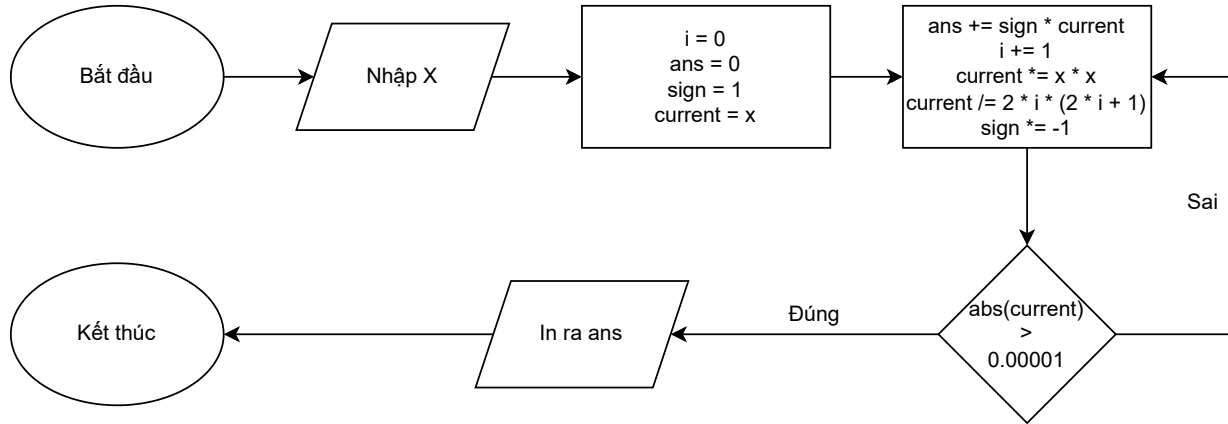 Bắt đầu
Nhập X
i = 0
ans = 0
sign = 1
current = x
ans += sign * current
i += 1
current *= x * x
current /= 2 * i * (2 * i + 1)
sign *= -1
Sai
abs(current)
>
0.00001
Đúng
In ra ans
Kết thúc